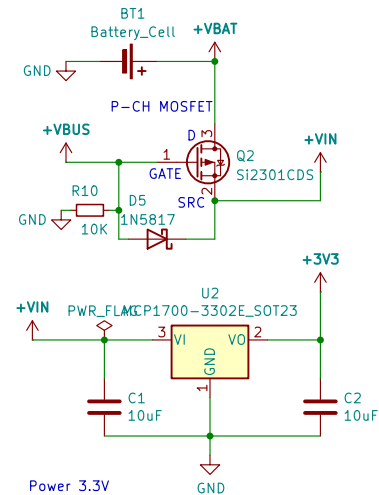 BT1
Battery_Cell
+VBAT
GND
+
P-CH MOSFET
+VBUS
D
3
+VIN
1
Q2
GATE
Si2301CDS
2
SRC
R10
D5
GND
1N5817
10K
+3V3
U2
+VIN
PWR_FLAG
MCP1700-3302E_SOT23
3
VI
VO
2
GND
1
C1
10uF
C2
10uF
GND
Power 3.3V